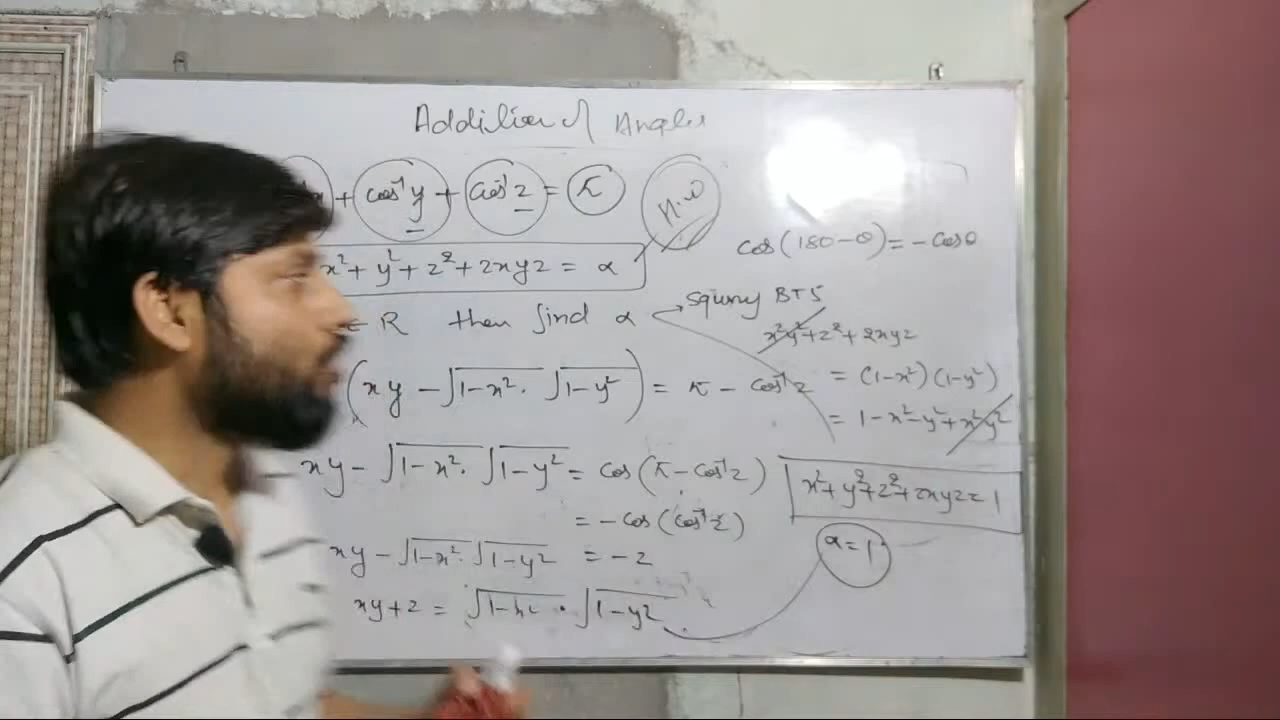 Addition of Angles
x + cos⁻¹y + cos⁻¹z = π
x² + y² + z² + 2xyz = α
∈ R then find α
(xy - √1-x² · √1-y²) = π - cos⁻¹z
xy - √1-x² · √1-y² = cos(π - cos⁻¹z)
= -cos(cos⁻¹z)
xy - √1-x² · √1-y² = -z
xy + z = √1-x² · √1-y²
cos(180 - θ) = -cosθ
BTS
x²y² + z² + 2xyz
= (1-x²)(1-y²)
= 1-x²-y²+x²y²
x²+y²+z²+2xyz=1
α=1